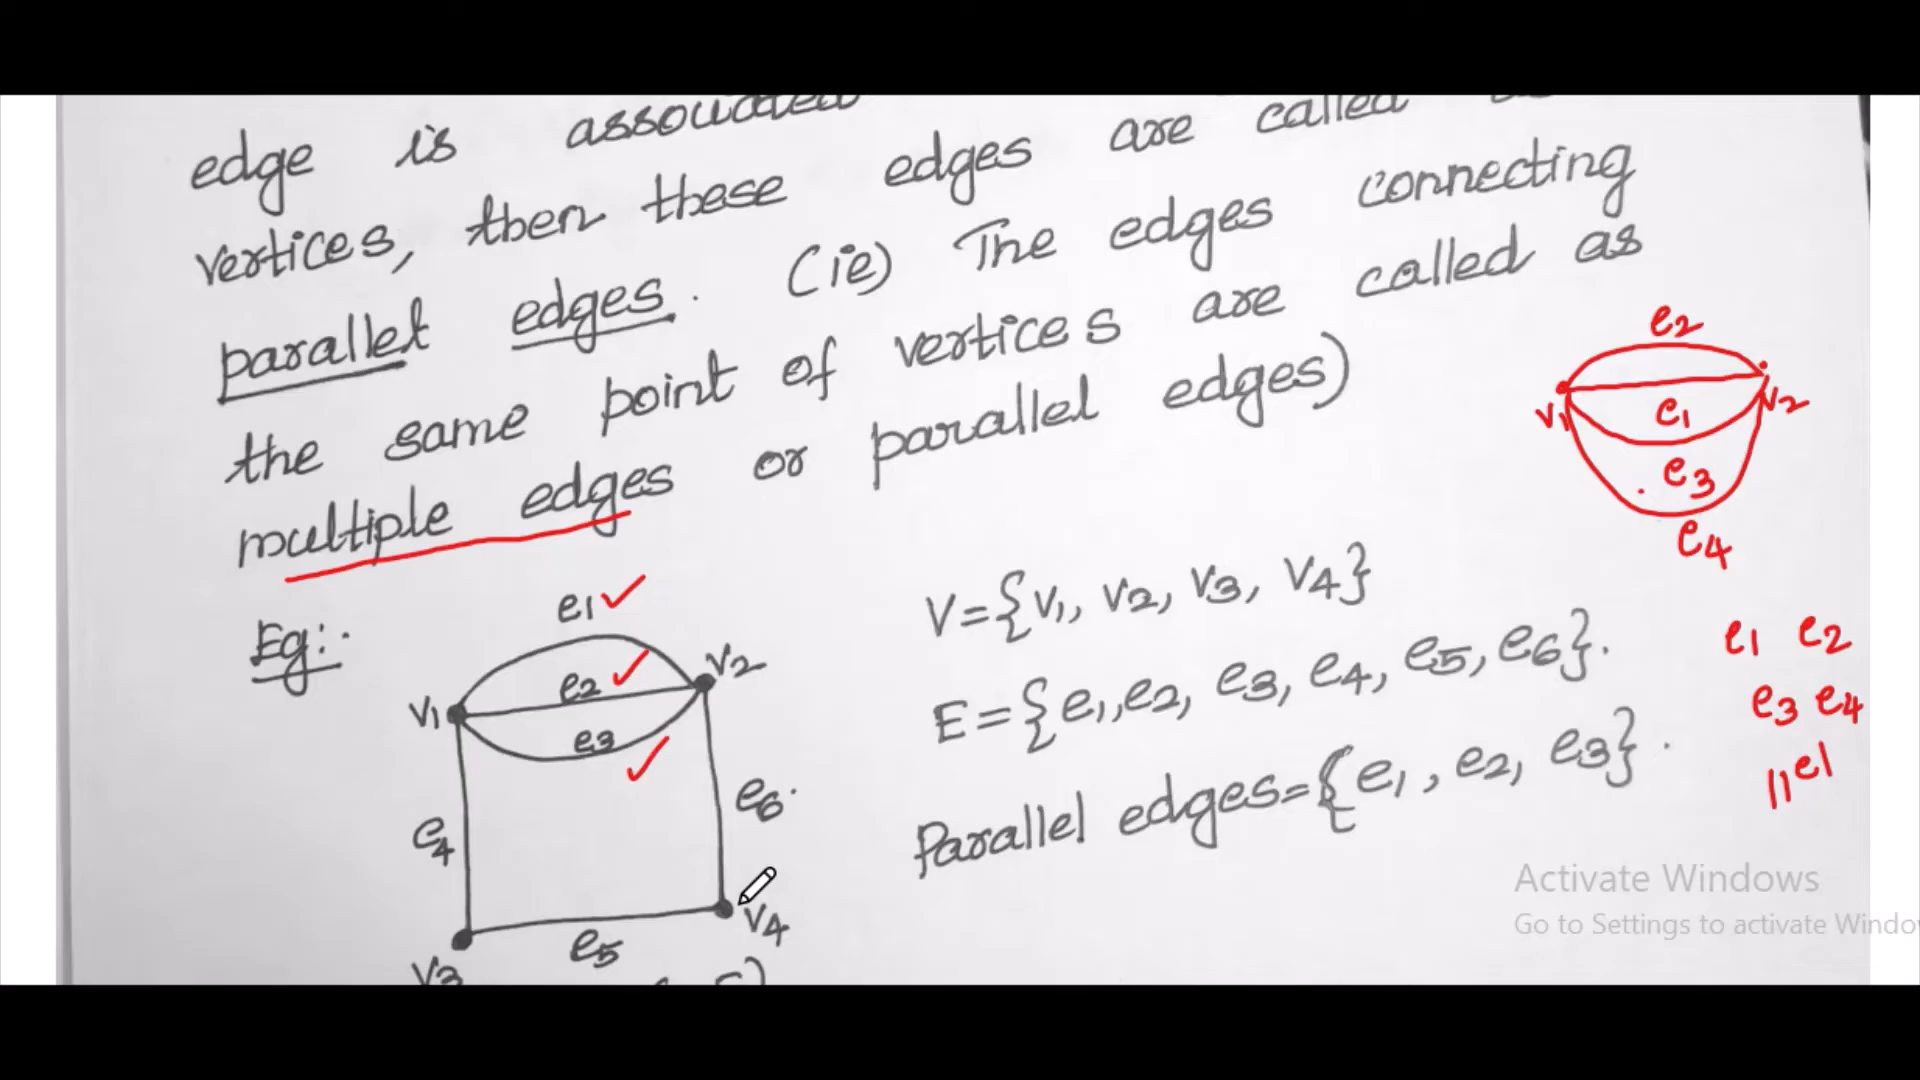 edge is associated
vertices, then these edges are called
parallel edges. (ie) The edges connecting
the same point of vertices are called as
multiple edges or parallel edges)
e2
v1 e1 v2
e3
e4
Eg:-
e1
e2
e3
v1
v2
e4
e6.
v3
e5
v4
V={v1, v2, v3, v4}
E={e1,e2, e3, e4, e5, e6}.
Parallel edges={e1, e2, e3}.
e1 e2
e3 e4
||el
Activate Windows
Go to Settings to activate Windo